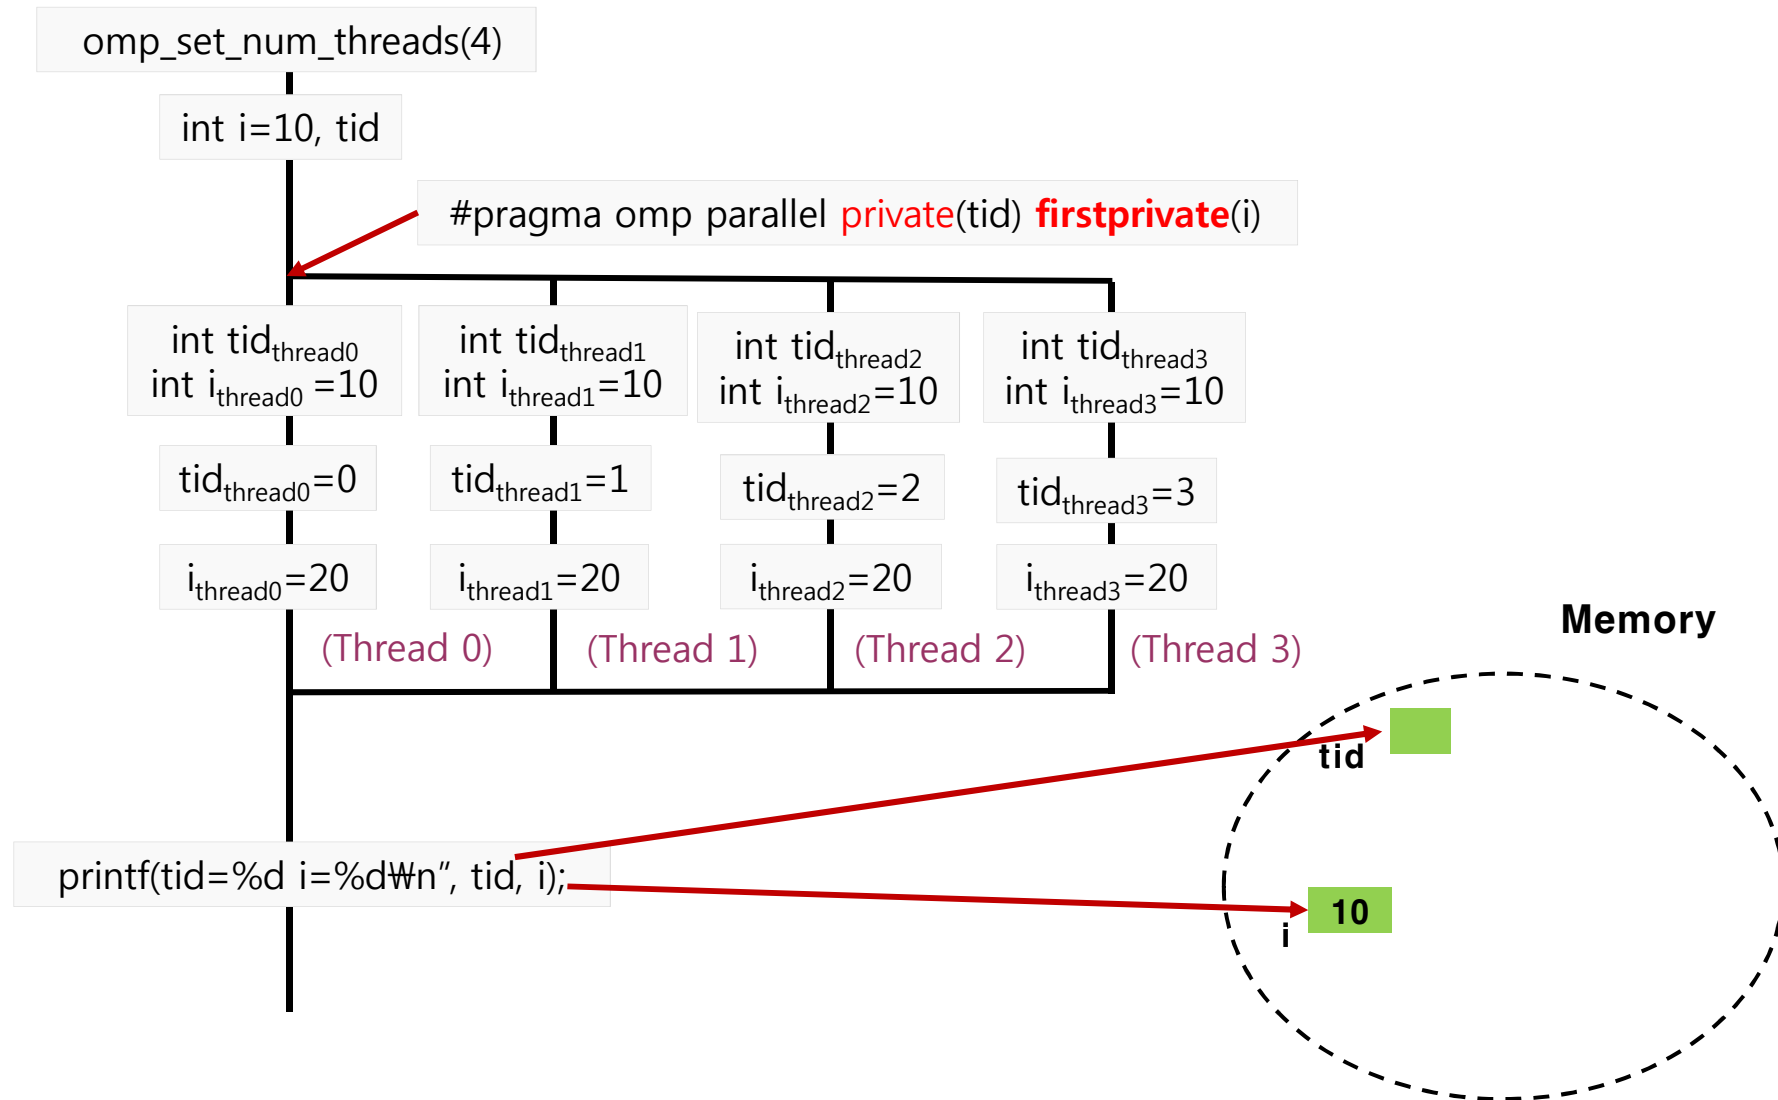 omp_set_num_threads(4)
int i=10, tid
#pragma omp parallel private(tid) firstprivate(i)
int tidthread0
int ithread0 =10
int tidthread1
int ithread1=10
int tidthread2
int ithread2=10
int tidthread3
int ithread3=10
tidthread0=0
tidthread1=1
tidthread2=2
tidthread3=3
ithread0=20
ithread1=20
ithread2=20
ithread3=20
(Thread 0)
(Thread 1)
(Thread 2)
(Thread 3)
Memory
tid
printf(tid=%d i=%d₩n”, tid, i);
10
i